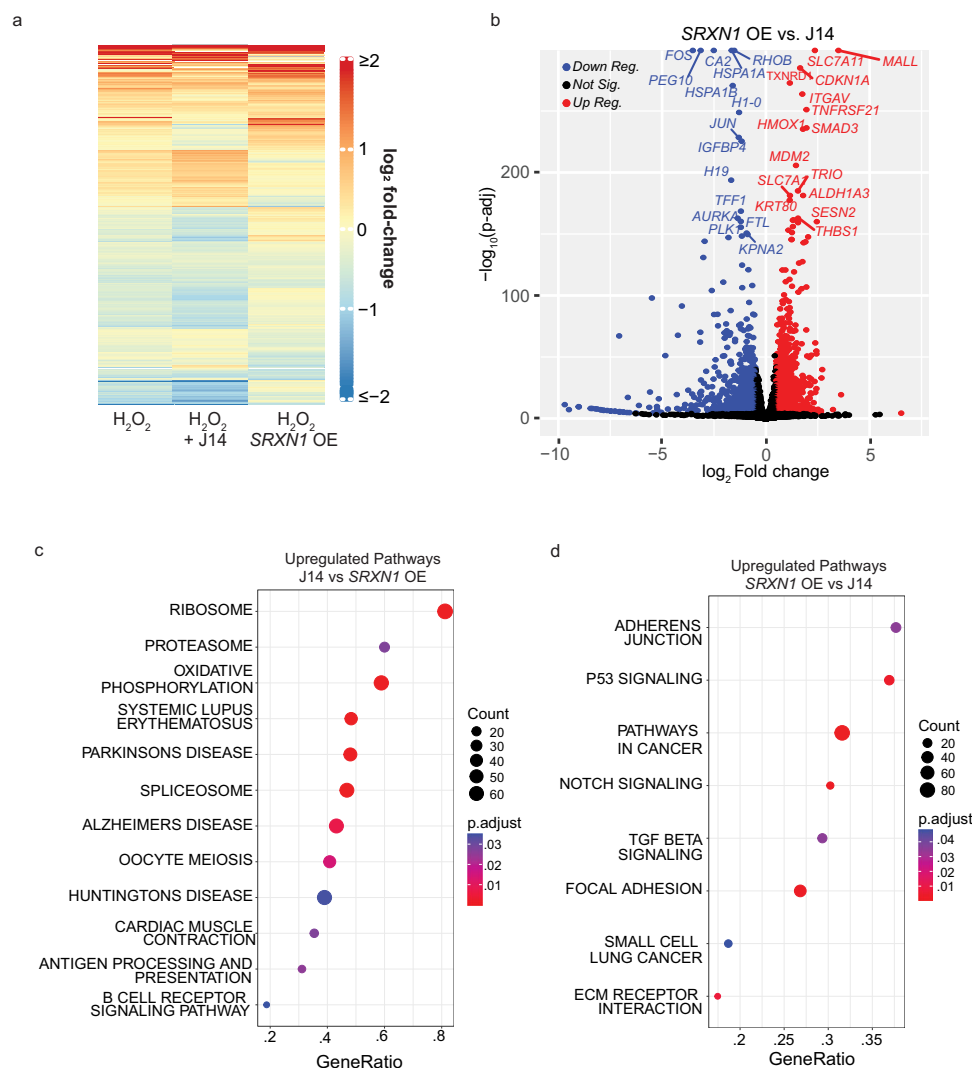 a
≥2
1
0
−1
≤−2
log₂ fold-change
H₂O₂
H₂O₂
+ J14
H₂O₂
SRXN1 OE
b
SRXN1 OE vs. J14
Down Reg.
Not Sig.
Up Reg.
FOS
CA2
RHOB
HSPA1A
PEG10
HSPA1B
H1-0
JUN
IGFBP4
H19
TFF1
AURKA
FTL
PLK1
KPNA2
SLC7A11
MALL
TXNRD1
CDKN1A
ITGAV
TNFRSF21
HMOX1
SMAD3
MDM2
SLC7A1
TRIO
ALDH1A3
KRT80
SESN2
THBS1
200
100
0
−log₁₀(p-adj)
−10
−5
0
5
log₂ Fold change
c
Upregulated Pathways
J14 vs SRXN1 OE
RIBOSOME
PROTEASOME
OXIDATIVE
PHOSPHORYLATION
SYSTEMIC LUPUS
ERYTHEMATOSUS
PARKINSONS DISEASE
SPLICEOSOME
ALZHEIMERS DISEASE
OOCYTE MEIOSIS
HUNTINGTONS DISEASE
CARDIAC MUSCLE
CONTRACTION
ANTIGEN PROCESSING AND
PRESENTATION
B CELL RECEPTOR
SIGNALING PATHWAY
.2
.4
.6
.8
GeneRatio
Count
20
30
40
50
60
p.adjust
.03
.02
.01
d
Upregulated Pathways
SRXN1 OE vs J14
ADHERENS
JUNCTION
P53 SIGNALING
PATHWAYS
IN CANCER
NOTCH SIGNALING
TGF BETA
SIGNALING
FOCAL ADHESION
SMALL CELL
LUNG CANCER
ECM RECEPTOR
INTERACTION
.2
.25
.3
.35
GeneRatio
Count
20
40
60
80
p.adjust
.04
.03
.02
.01